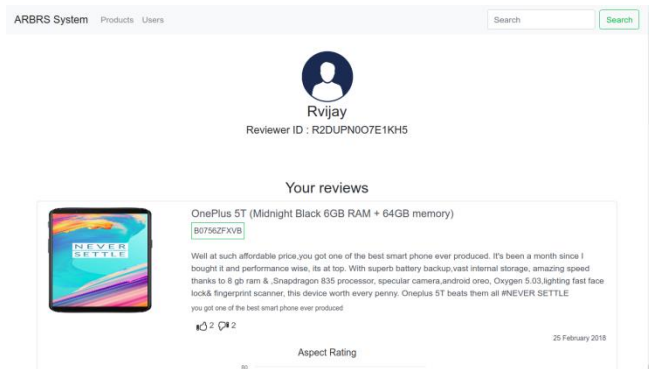 ARBRS System Products Users Search Search
Rvijay
Reviewer ID : R2DUPN0O7E1KH5
Your reviews
OnePlus 5T (Midnight Black 6GB RAM + 64GB memory)
B0756ZFXVB
NEVER
SETTLE
Well at such affordable price,you got one of the best smart phone ever produced. It's been a month since I
bought it and performance wise, its at top. With superb battery backup,vast internal storage, amazing speed
thanks to 8 gb ram & ,Snapdragon 835 processor, specular camera,android oreo, Oxygen 5.03,lighting fast face
lock& fingerprint scanner, this device worth every penny. Oneplus 5T beats them all #NEVER SETTLE
you got one of the best smart phone ever produced
2 2
25 February 2018
Aspect Rating
80